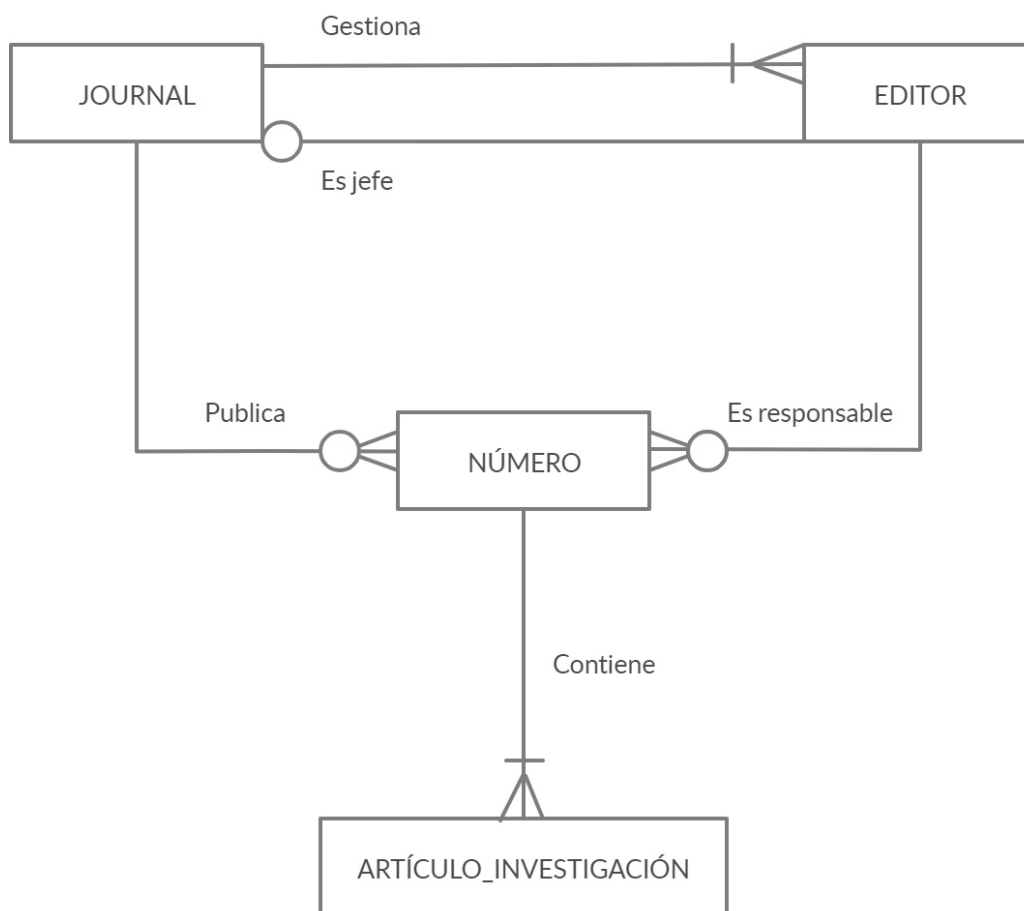 Gestiona
JOURNAL
EDITOR
Es jefe
Publica
Es responsable
NÚMERO
Contiene
ARTÍCULO_INVESTIGACIÓN